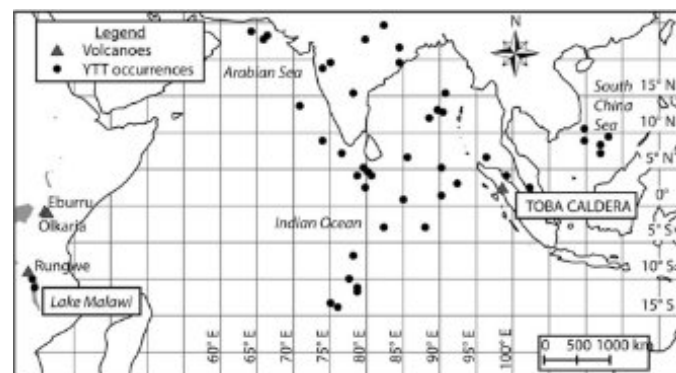 Legend
Volcanoes
YTT occurrences
N
Arabian Sea
South
China
Sea
15° N
10° N
5° N
0°
5° S
10° S
15° S
Eburru
Olkaria
Indian Ocean
TOBA CALDERA
Rungwe
Lake Malawi
60° E
65° E
70° E
75° E
80° E
85° E
90° E
95° E
100° E
0 500 1000 km